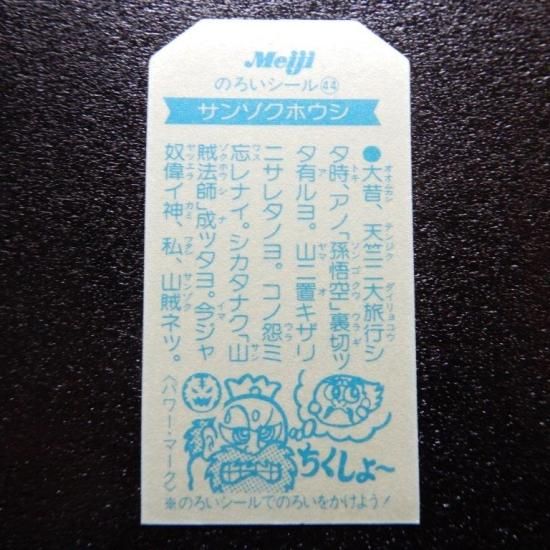 Meiji
のろいシール㊹
サンゾクホウシ
●大昔、天竺ニ大旅行シ
タ時、アノ「孫悟空」裏切ッ
タ有ルヨ。山ニ置キザリ
ニサレタノヨ。コノ怨ミ
忘レナイ。シカタナク「山
賊法師」成ッタヨ。今ジャ
奴偉イ神、私、山賊ネッ。
〈パワー・マーク〉
ちくしょ〜
※のろいシールでのろいをかけよう!